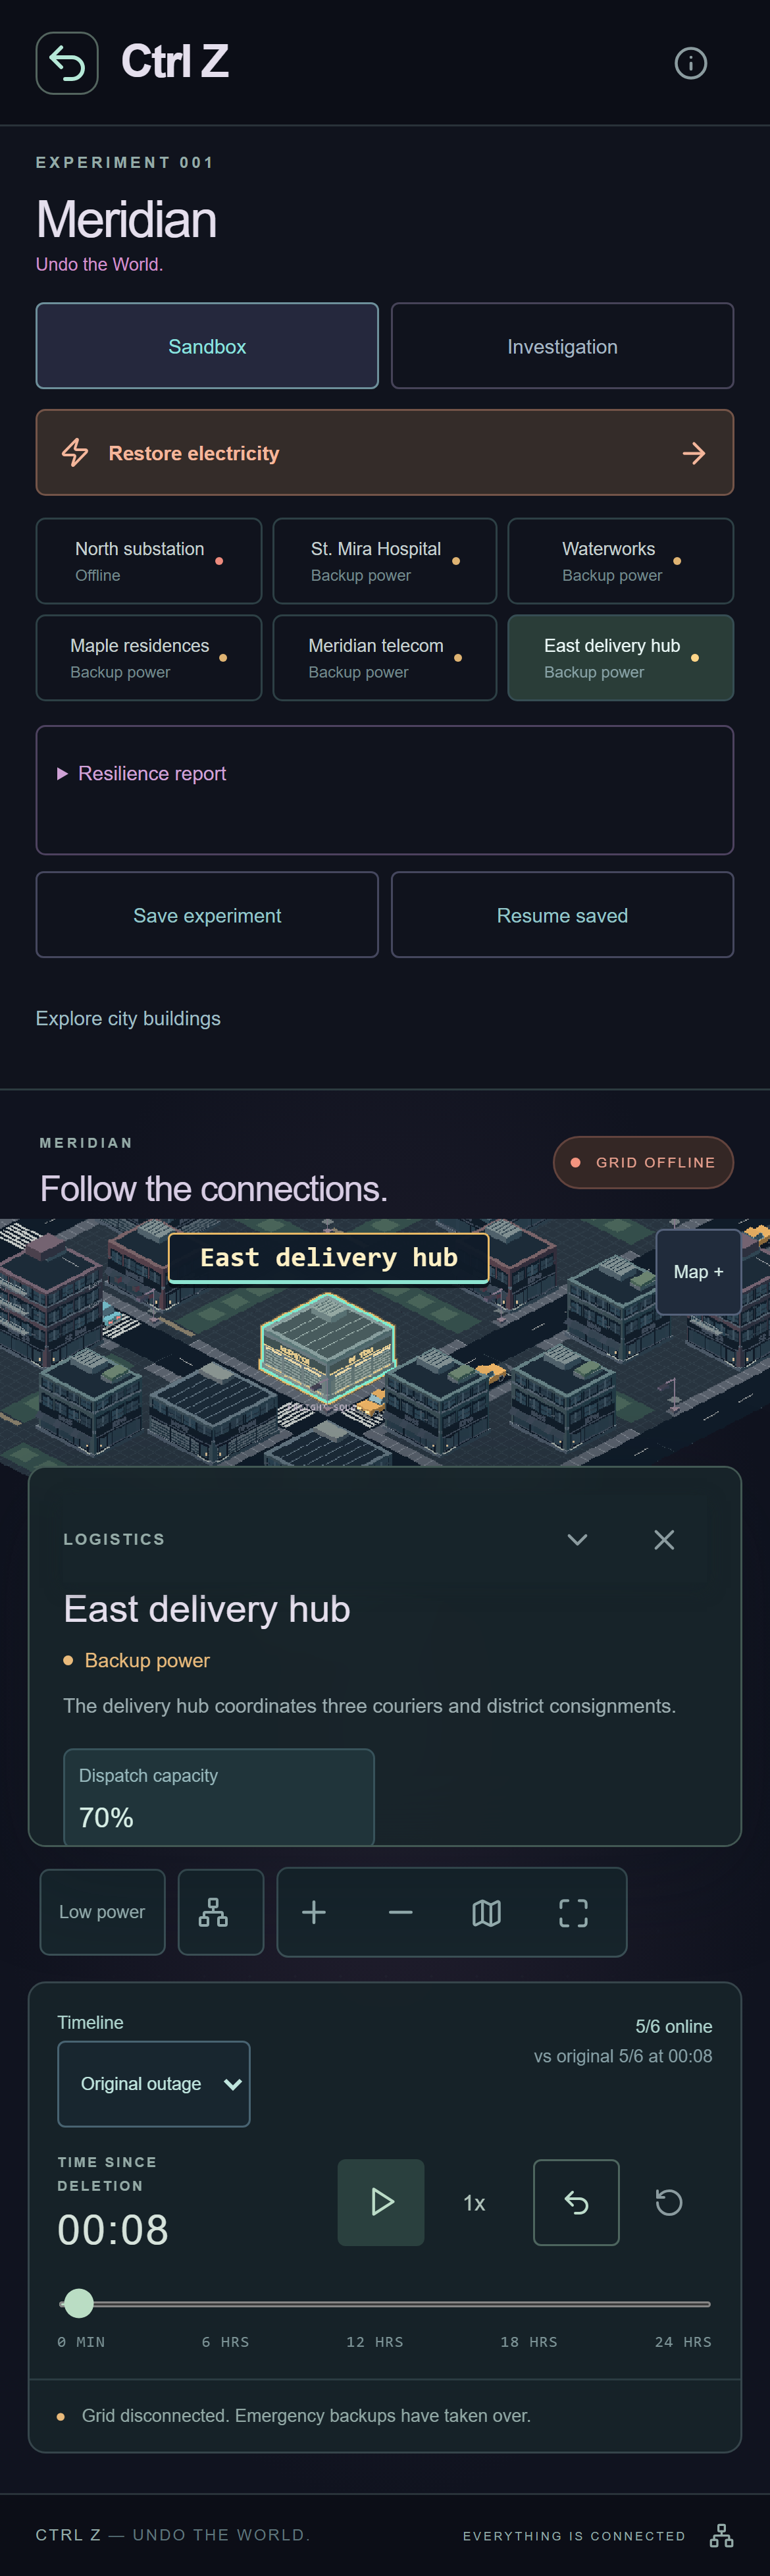 Ctrl Z
EXPERIMENT 001
Meridian
Undo the World.
Sandbox
Investigation
Restore electricity
North substation
Offline
St. Mira Hospital
Backup power
Waterworks
Backup power
Maple residences
Backup power
Meridian telecom
Backup power
East delivery hub
Backup power
Resilience report
Save experiment
Resume saved
Explore city buildings
MERIDIAN
Follow the connections.
GRID OFFLINE
East delivery hub
Map +
LOGISTICS
East delivery hub
Backup power
The delivery hub coordinates three couriers and district consignments.
Dispatch capacity
70%
Low power
Timeline
Original outage
5/6 online
vs original 5/6 at 00:08
TIME SINCE
DELETION
00:08
1x
0 MIN
6 HRS
12 HRS
18 HRS
24 HRS
Grid disconnected. Emergency backups have taken over.
CTRL Z — UNDO THE WORLD.
EVERYTHING IS CONNECTED